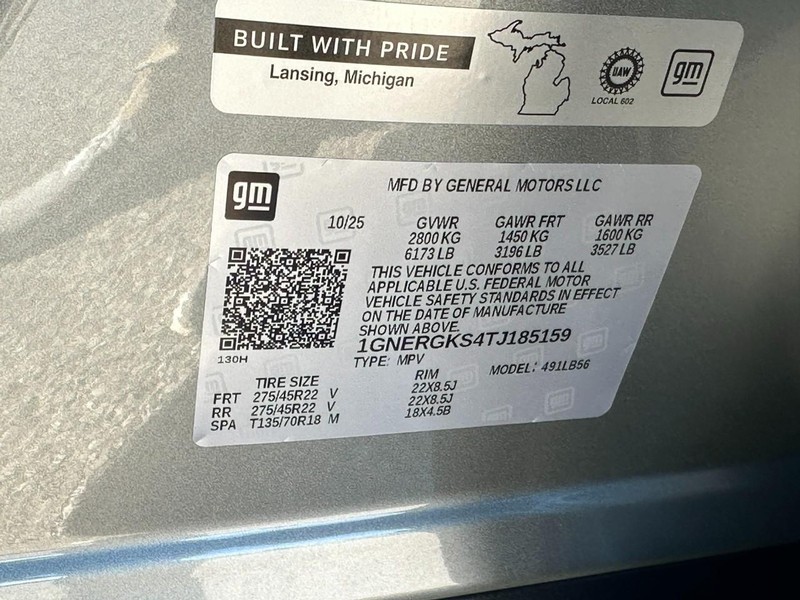 BUILT WITH PRIDE
Lansing, Michigan
UAW
LOCAL 602
gm
gm
MFD BY GENERAL MOTORS LLC
10/25 GVWR GAWR FRT GAWR RR
2800 KG 1450 KG 1600 KG
6173 LB 3196 LB 3527 LB
THIS VEHICLE CONFORMS TO ALL
APPLICABLE U.S. FEDERAL MOTOR
VEHICLE SAFETY STANDARDS IN EFFECT
ON THE DATE OF MANUFACTURE
SHOWN ABOVE.
1GNERGKS4TJ185159
130H
TYPE: MPV MODEL: 491LB56
TIRE SIZE RIM
FRT 275/45R22 V 22X8.5J
RR 275/45R22 V 22X8.5J
SPA T135/70R18 M 18X4.5B